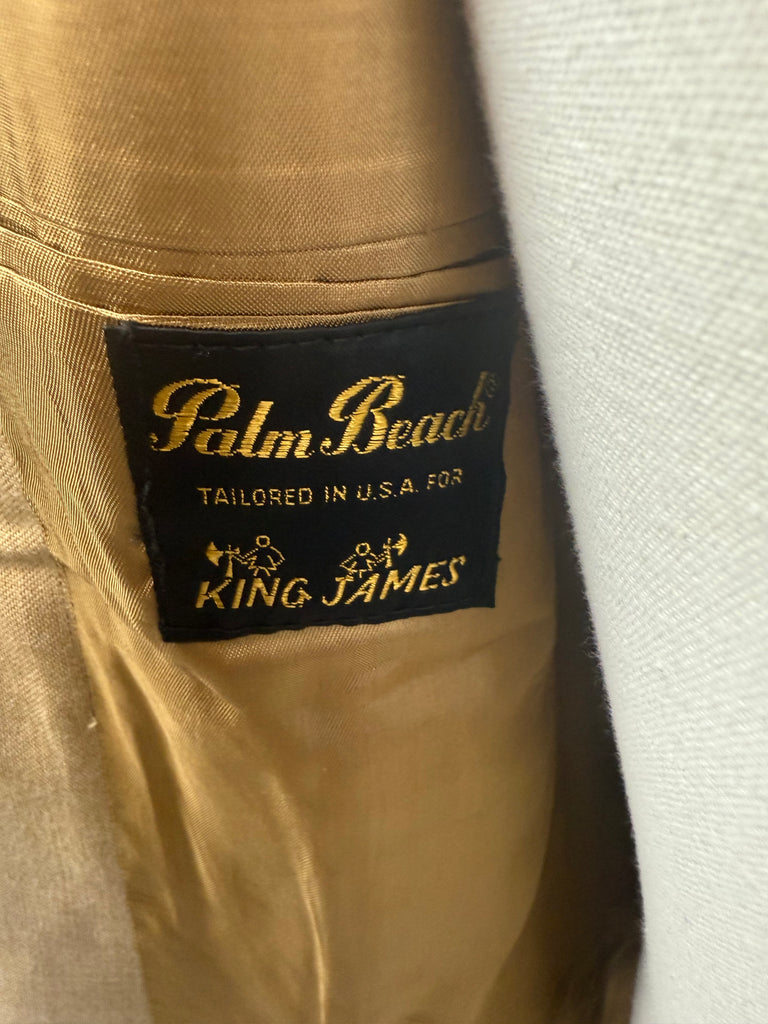 Palm Beach®
TAILORED IN U.S.A. FOR
KING JAMES